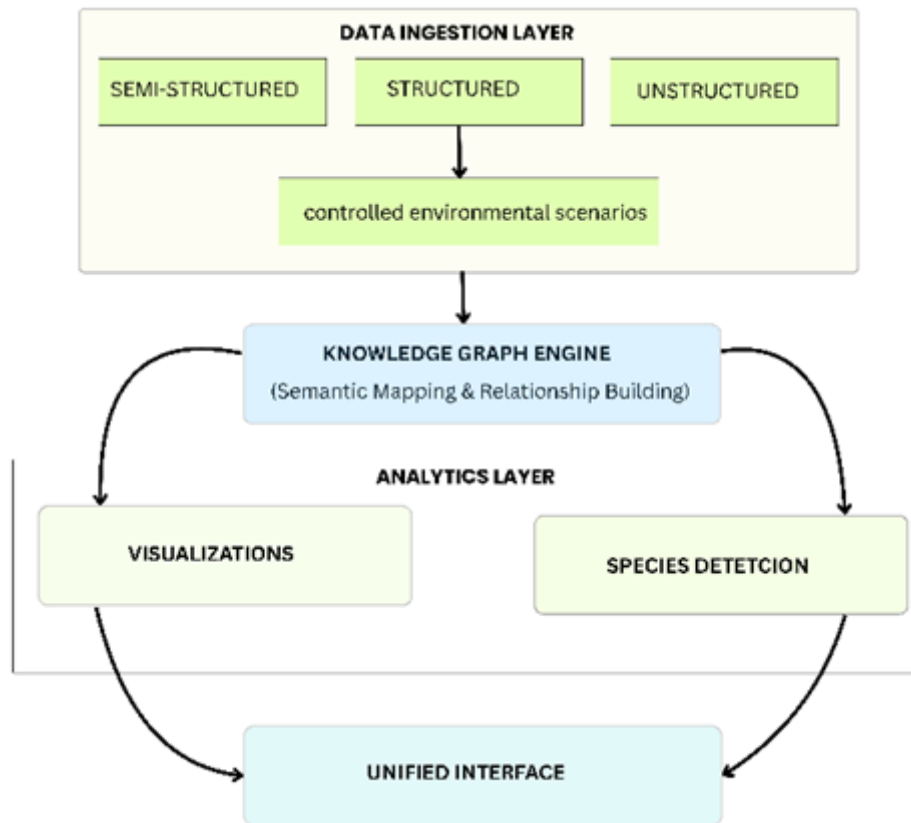 DATA INGESTION LAYER
SEMI-STRUCTURED
STRUCTURED
UNSTRUCTURED
controlled environmental scenarios
KNOWLEDGE GRAPH ENGINE
(Semantic Mapping & Relationship Building)
ANALYTICS LAYER
VISUALIZATIONS
SPECIES DETETCION
UNIFIED INTERFACE